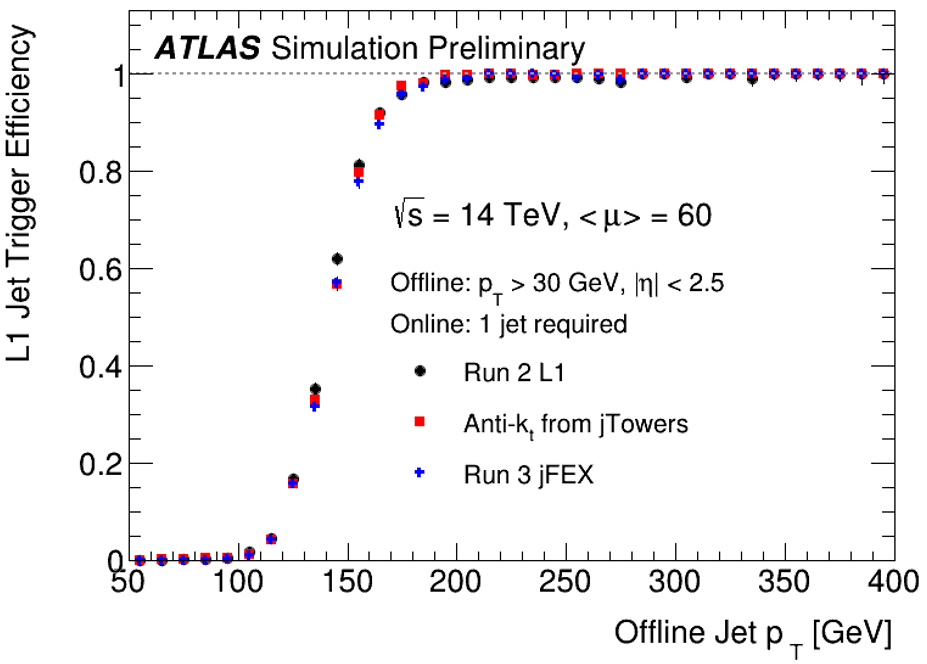 ATLAS Simulation Preliminary
L1 Jet Trigger Efficiency
1
0.8
0.6
0.4
0.2
0
√s = 14 TeV, <μ> = 60
Offline: p_T > 30 GeV, |η| < 2.5
Online: 1 jet required
Run 2 L1
Anti-k_t from jTowers
Run 3 jFEX
50 100 150 200 250 300 350 400
Offline Jet p_T [GeV]